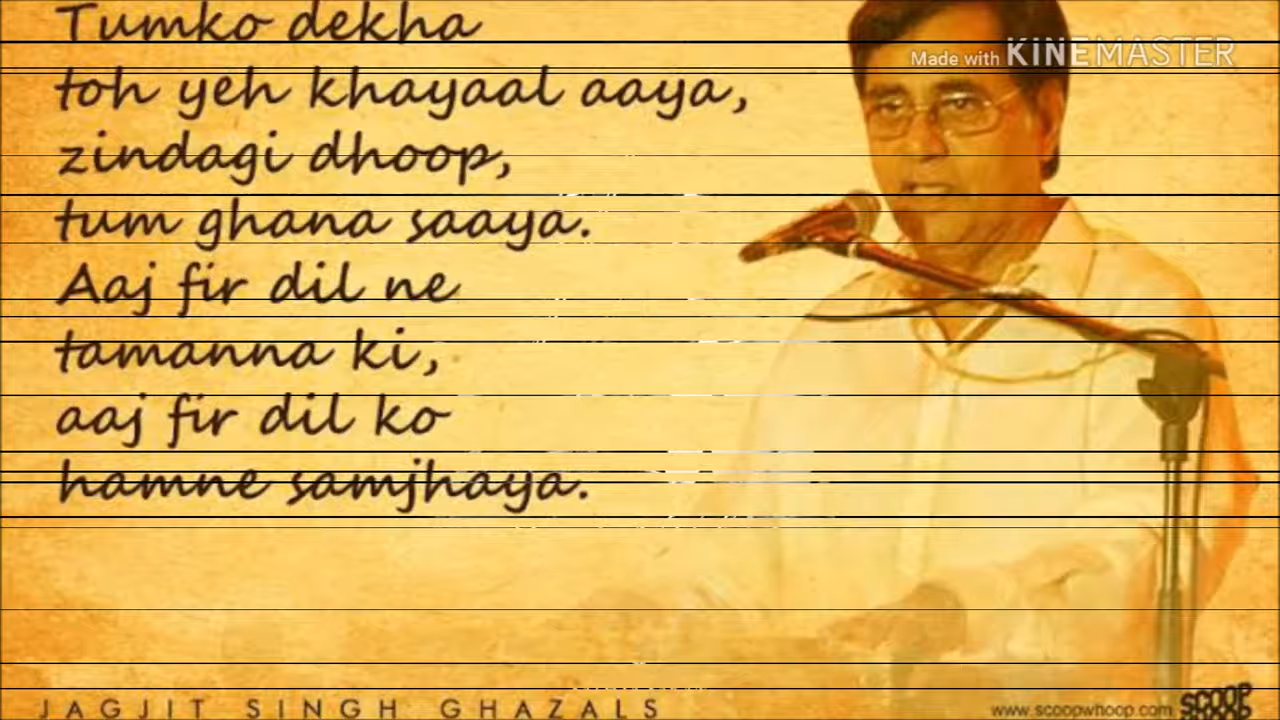 Tumko dekha
Made with KINEMASTER
toh yeh khayaal aaya,
zindagi dhoop,
tum ghana saaya.
Aaj fir dil ne
tamanna ki,
aaj fir dil ko
hamne samjhaya.
JAGJIT SINGH GHAZALS
www.scoopwhoop.com SCOOP